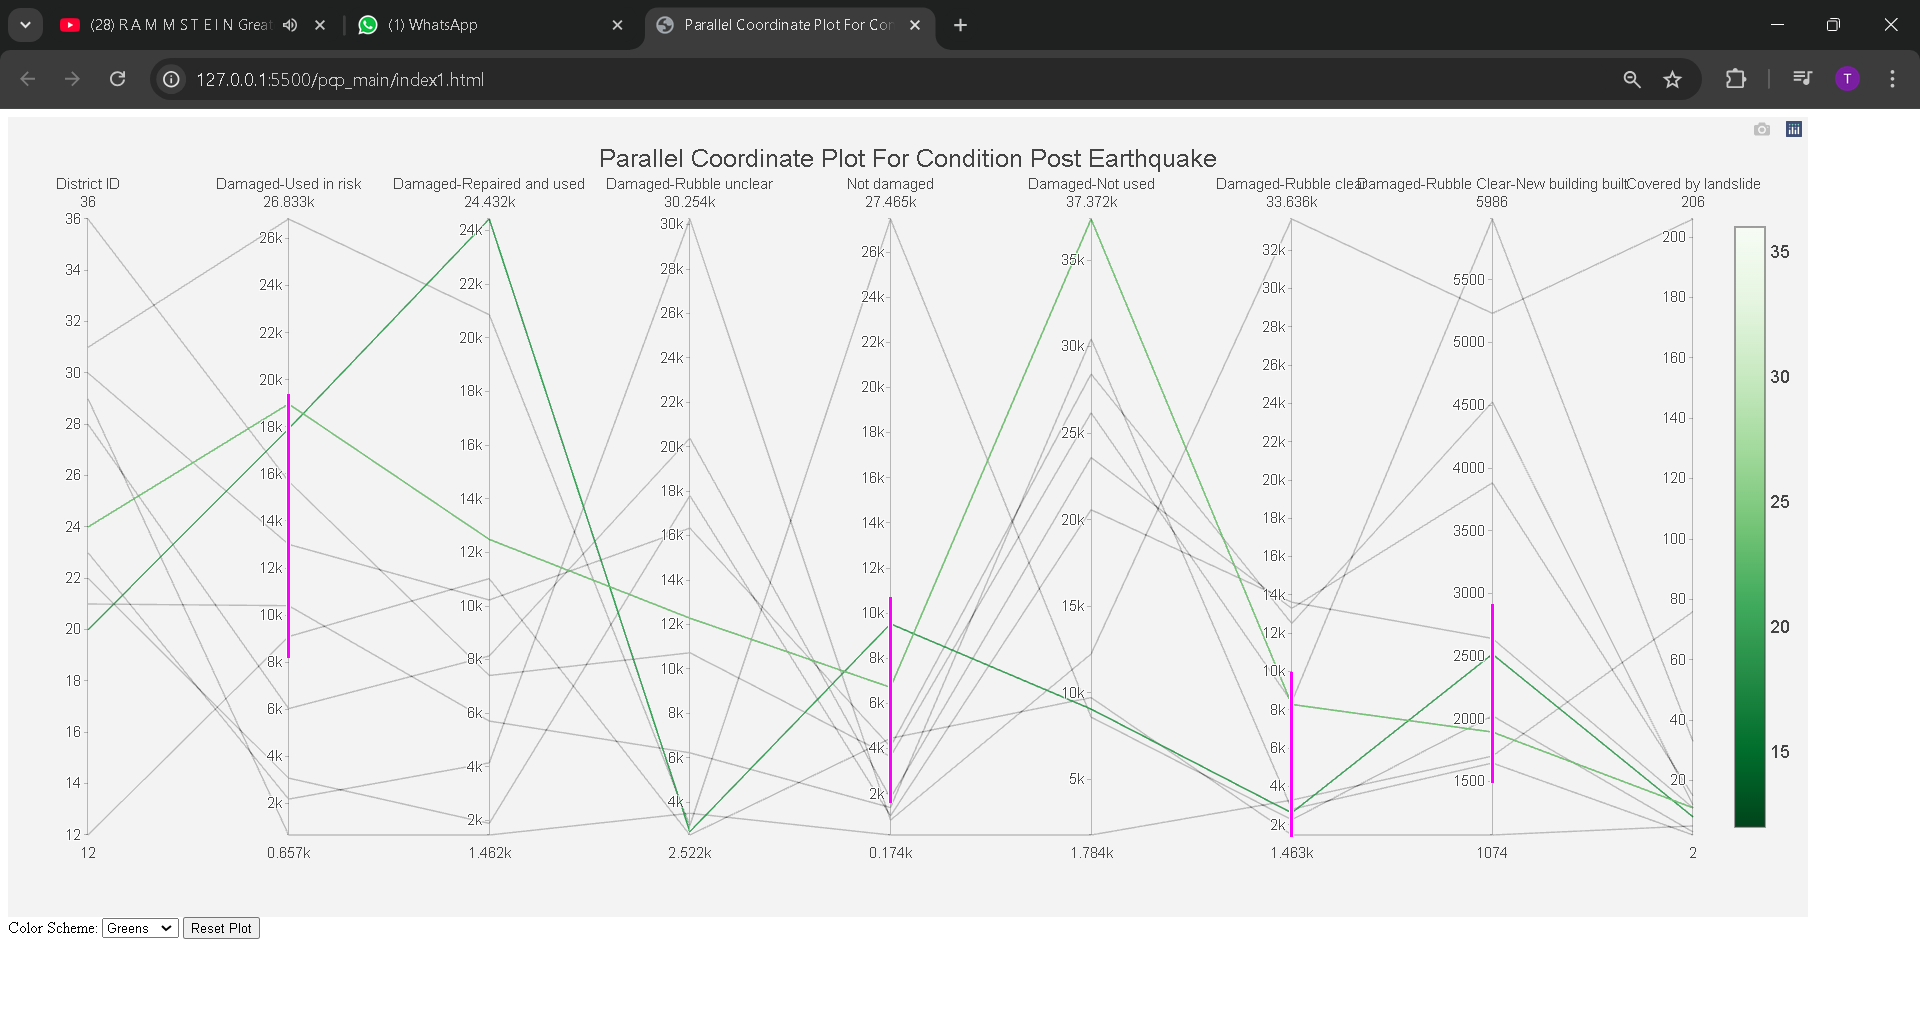 (28) R A M M S T E I N Great
(1) WhatsApp
Parallel Coordinate Plot For Con
127.0.0.1:5500/pqp_main/index1.html
T
Parallel Coordinate Plot For Condition Post Earthquake
District ID
Damaged-Used in risk
Damaged-Repaired and used
Damaged-Rubble unclear
Not damaged
Damaged-Not used
Damaged-Rubble clear
Damaged-Rubble Clear-New building built
Covered by landslide
36
26.833k
24.432k
30.254k
27.465k
37.372k
33.636k
5986
206
36
34
32
30
28
26
24
22
20
18
16
14
12
26k
24k
22k
20k
18k
16k
14k
12k
10k
8k
6k
4k
2k
24k
22k
20k
18k
16k
14k
12k
10k
8k
6k
4k
2k
30k
28k
26k
24k
22k
20k
18k
16k
14k
12k
10k
8k
6k
4k
26k
24k
22k
20k
18k
16k
14k
12k
10k
8k
6k
4k
2k
35k
30k
25k
20k
15k
10k
5k
32k
30k
28k
26k
24k
22k
20k
18k
16k
14k
12k
10k
8k
6k
4k
2k
5500
5000
4500
4000
3500
3000
2500
2000
1500
200
180
160
140
120
100
80
60
40
20
35
30
25
20
15
12
0.657k
1.462k
2.522k
0.174k
1.784k
1.463k
1074
2
Color Scheme: Greens Reset Plot